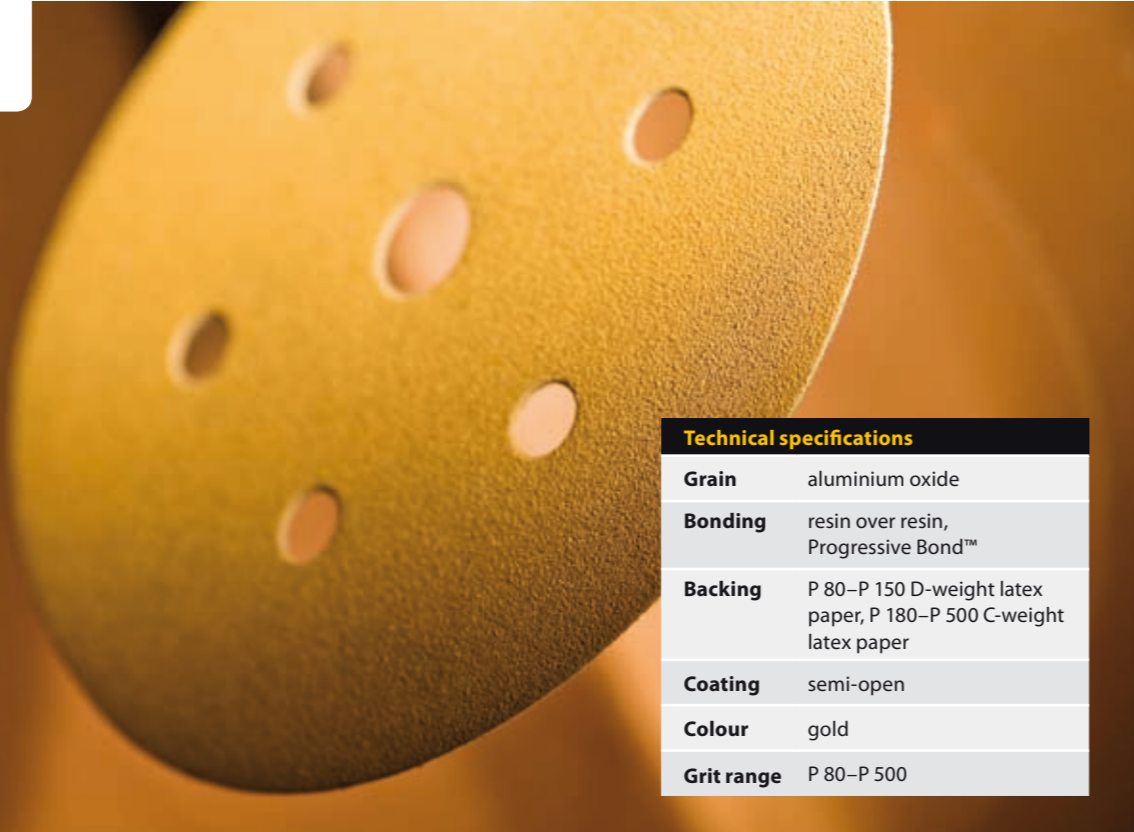 Technical specifications
Grain aluminium oxide
Bonding resin over resin,
Progressive Bond™
Backing P 80–P 150 D-weight latex
paper, P 180–P 500 C-weight
latex paper
Coating semi-open
Colour gold
Grit range P 80–P 500